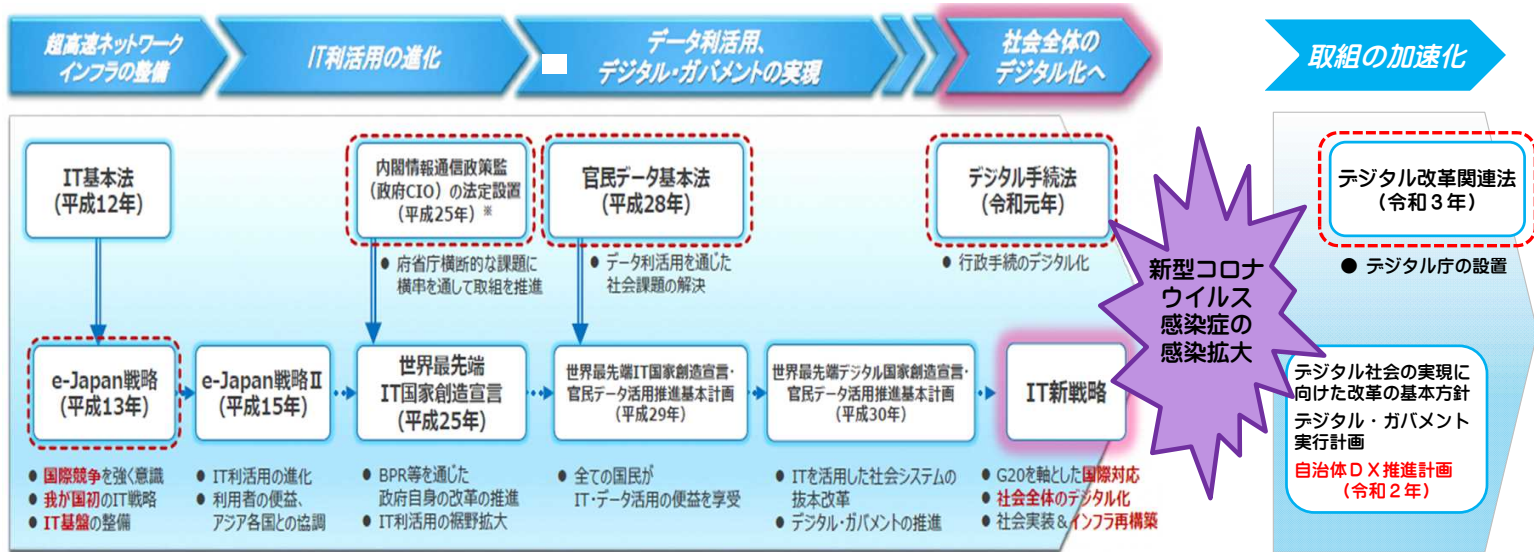 超高速ネットワーク
インフラの整備
IT利活用の進化
データ利活用、
デジタル・ガバメントの実現
社会全体の
デジタル化へ
取組の加速化
IT基本法
(平成12年)
内閣情報通信政策監
(政府CIO)の法定設置
(平成25年)※
● 府省庁横断的な課題に
横串を通して取組を推進
官民データ基本法
(平成28年)
● データ利活用を通じた
社会課題の解決
デジタル手続法
(令和元年)
● 行政手続のデジタル化
新型コロナ
ウイルス
感染症の
感染拡大
デジタル改革関連法
(令和3年)
● デジタル庁の設置
e-Japan戦略
(平成13年)
● 国際競争を強く意識
● 我が国初のIT戦略
● IT基盤の整備
e-Japan戦略Ⅱ
(平成15年)
● IT利活用の進化
● 利用者の便益、
アジア各国との協調
世界最先端
IT国家創造宣言
(平成25年)
● BPR等を通じた
政府自身の改革の推進
● IT利活用の裾野拡大
世界最先端IT国家創造宣言・
官民データ活用推進基本計画
(平成29年)
● 全ての国民が
IT・データ活用の便益を享受
世界最先端デジタル国家創造宣言・
官民データ活用推進基本計画
(平成30年)
● ITを活用した社会システムの
抜本改革
● デジタル・ガバメントの推進
IT新戦略
● G20を軸とした国際対応
● 社会全体のデジタル化
● 社会実装&インフラ再構築
デジタル社会の実現に
向けた改革の基本方針
デジタル・ガバメント
実行計画
自治体DX推進計画
(令和2年)